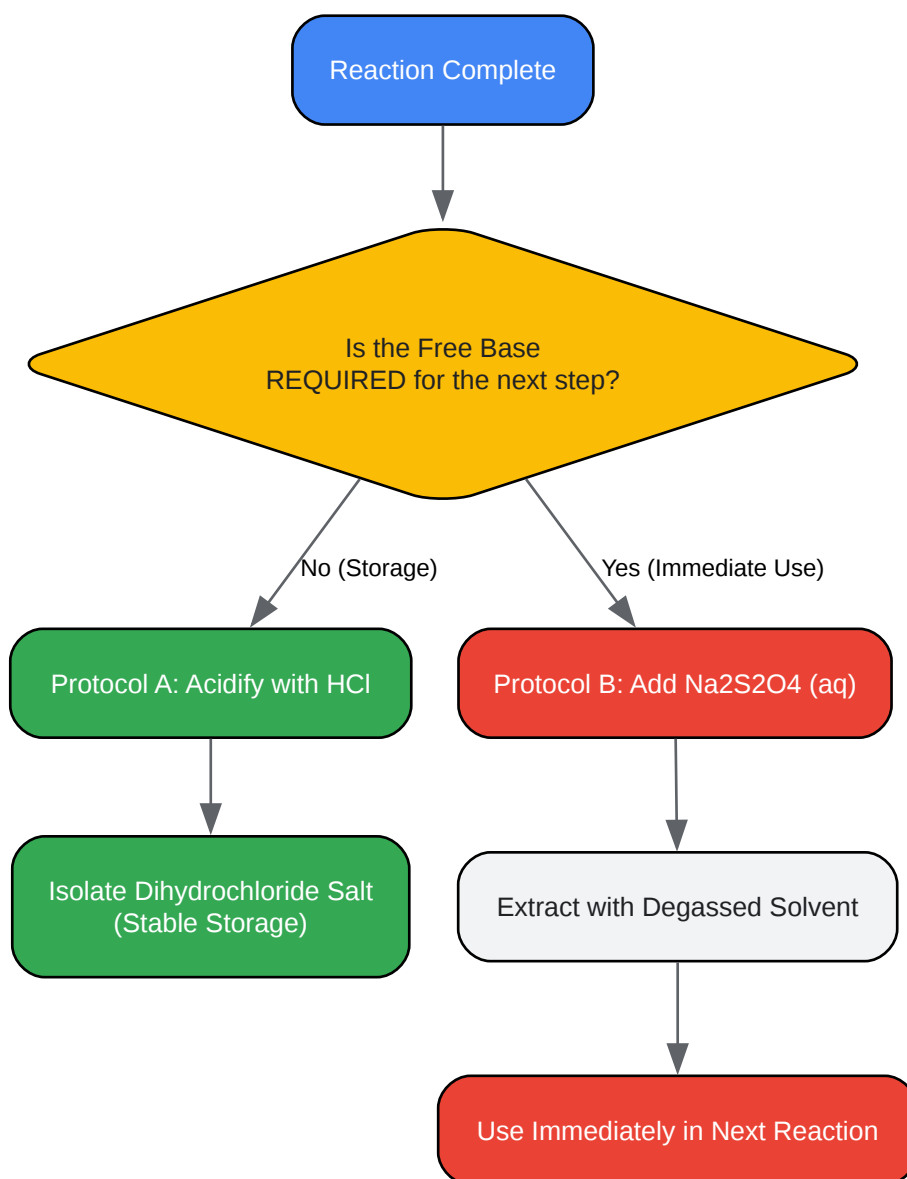 Reaction Complete
Is the Free Base
REQUIRED for the next step?
No (Storage)
Yes (Immediate Use)
Protocol A: Acidify with HCl
Protocol B: Add Na2S2O4 (aq)
Isolate Dihydrochloride Salt
(Stable Storage)
Extract with Degassed Solvent
Use Immediately in Next Reaction